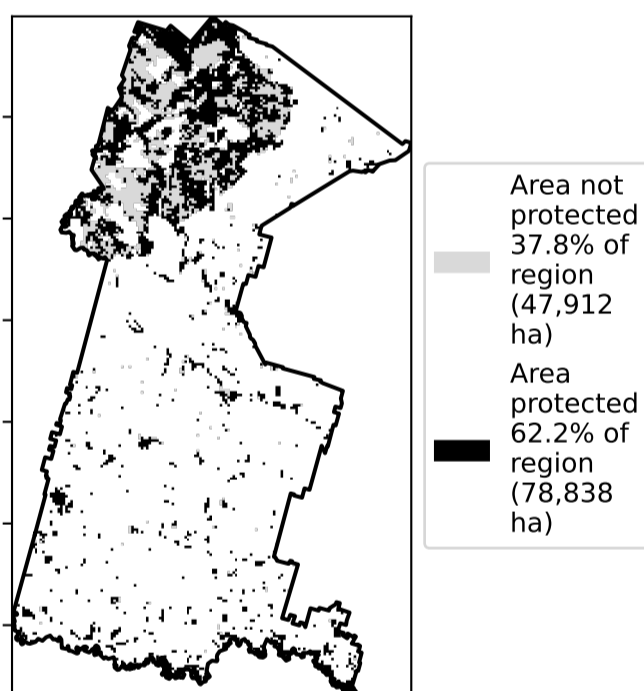 Area not
protected
37.8% of
region
(47,912
ha)
Area
protected
62.2% of
region
(78,838
ha)